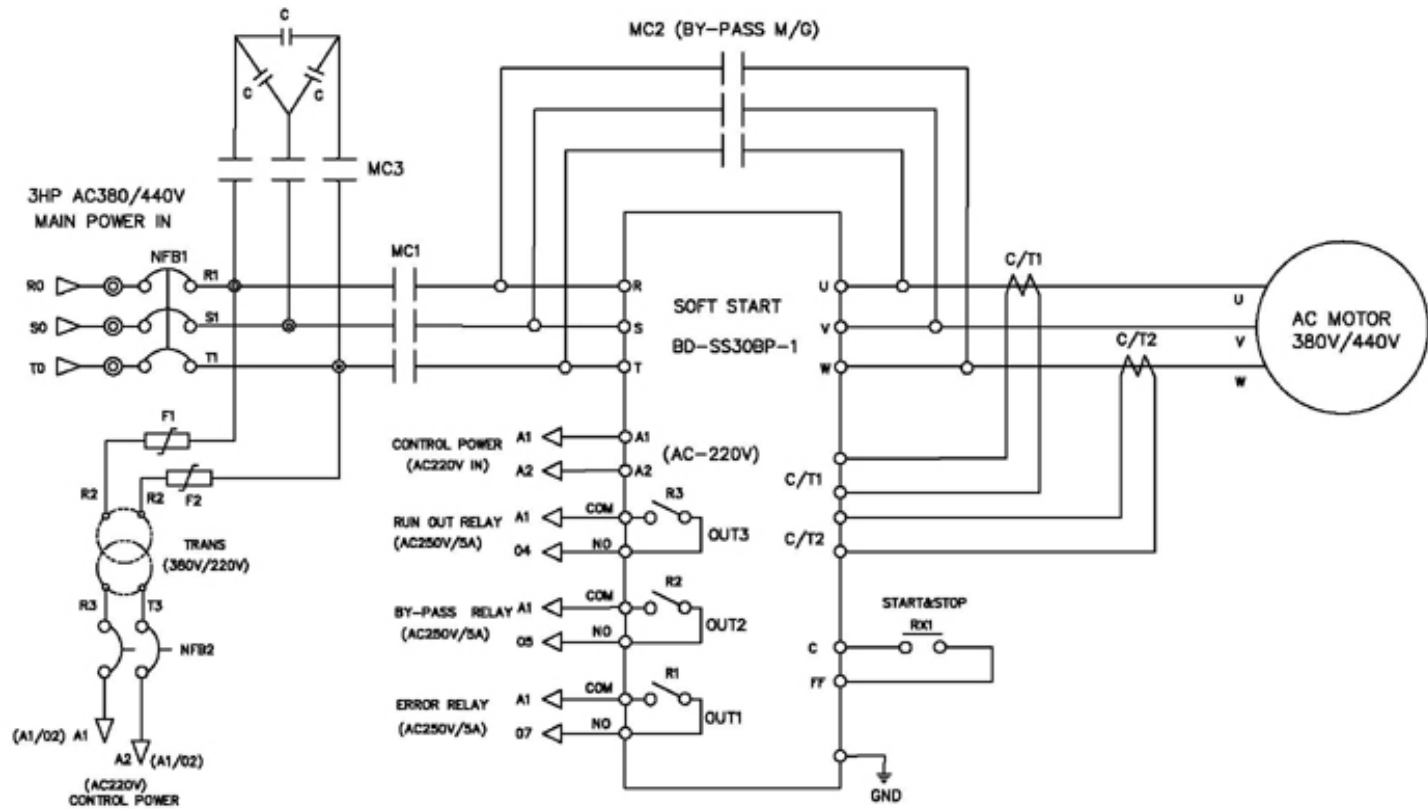 C
C
C
MC3
MC2 (BY-PASS M/G)
3HP AC380/440V
MAIN POWER IN
NFB1
R0
S0
T0
R1
S1
T1
MC1
R
S
T
SOFT START
BD-SS30BP-1
U
V
W
C/T1
C/T2
U
V
W
AC MOTOR
380V/440V
F1
F2
R2
R2
TRANS
(380V/220V)
R3
T3
NFB2
(A1/02) A1
A2 (A1/02)
(AC220V)
CONTROL POWER
CONTROL POWER
(AC220V IN)
A1
A2
A1
A2
(AC-220V)
RUN OUT RELAY
(AC250V/5A)
A1
04
COM
NO
R3
OUT3
BY-PASS RELAY
(AC250V/5A)
A1
05
COM
NO
R2
OUT2
ERROR RELAY
(AC250V/5A)
A1
07
COM
NO
R1
OUT1
C/T1
C/T2
START&STOP
RX1
C
FF
GND